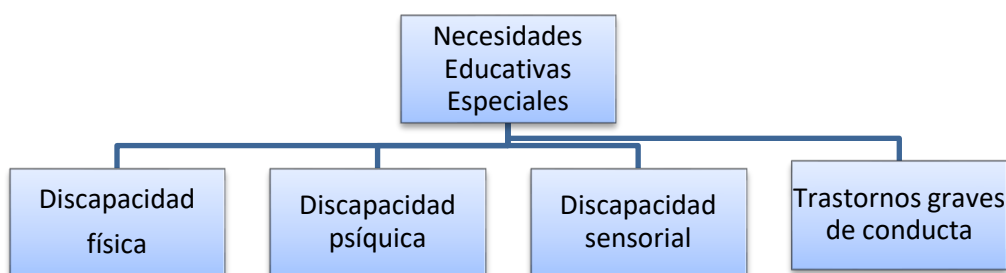 Necesidades
Educativas
Especiales
Discapacidad
física
Discapacidad
psíquica
Discapacidad
sensorial
Trastornos graves
de conducta